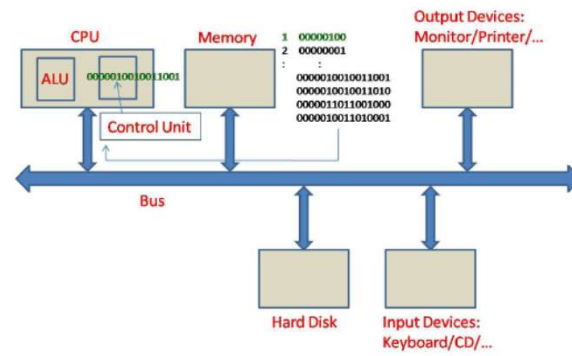 CPU
Memory
1 00000100
2 00000001
: :
0000010010011001
0000010010011010
0000011011001000
0000010011010001
Output Devices:
Monitor/Printer/...
ALU
0000010010011001
Control Unit
Bus
Hard Disk
Input Devices:
Keyboard/CD/...